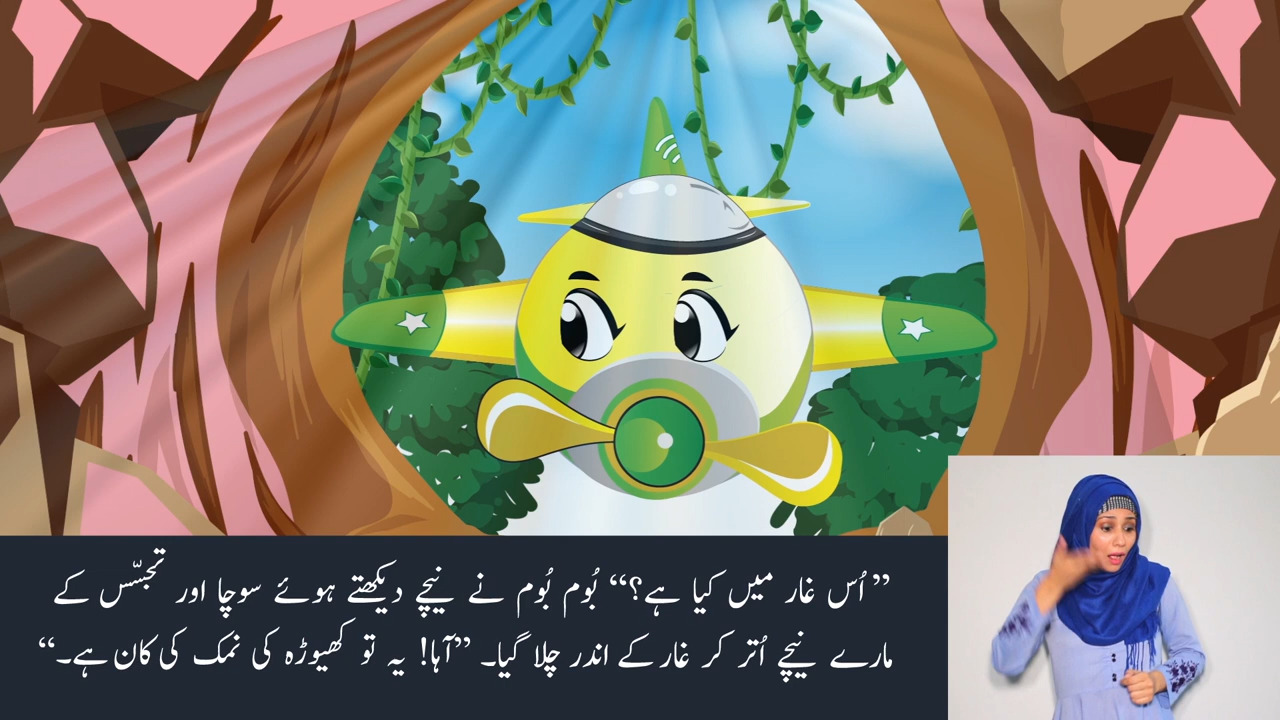 ”اُس غار میں کیا ہے؟“ بُوم بُوم نے نیچے دیکھتے ہوئے سوچا اور تجسّس کے
مارے نیچے اُتر کر غار کے اندر چلا گیا۔ ”آہا! یہ تو کھیوڑہ کی نمک کی کان ہے۔“